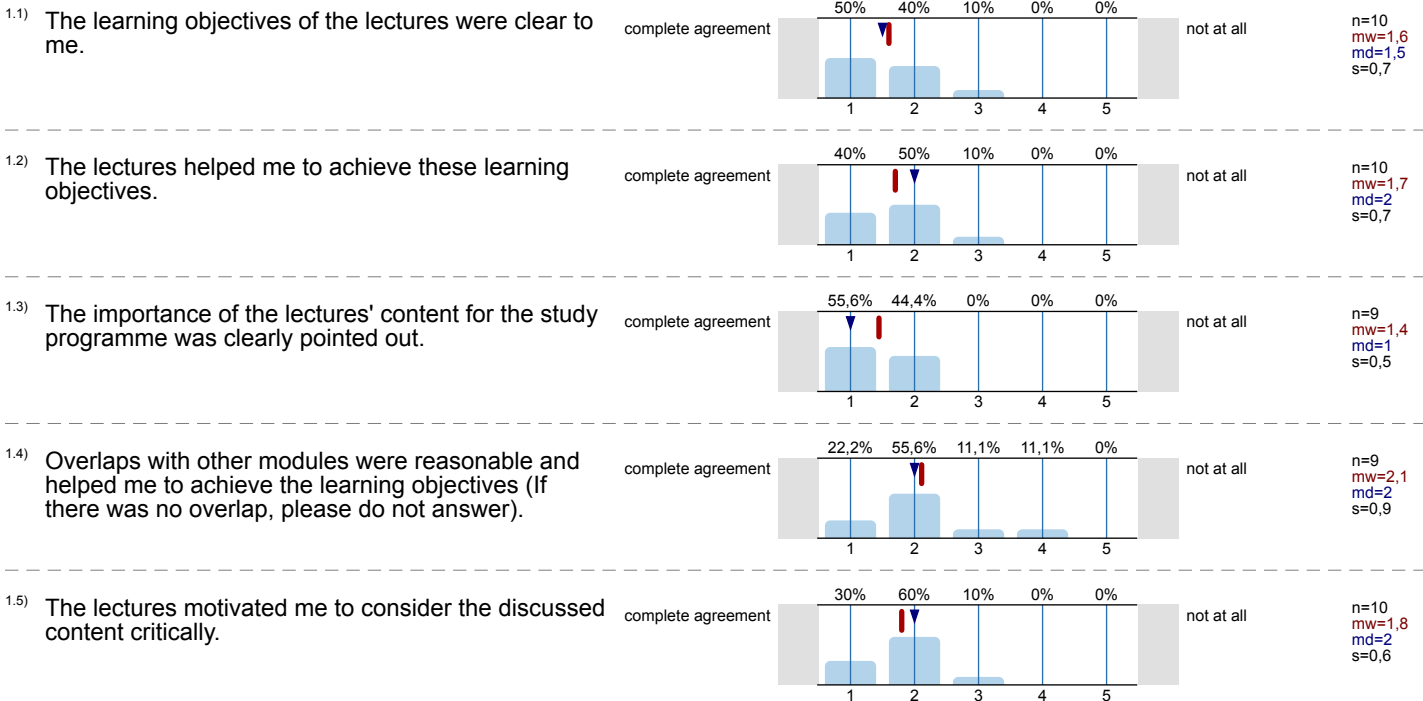 1.1) The learning objectives of the lectures were clear to
me.
complete agreement
50% 40% 10% 0% 0%
1 2 3 4 5
not at all
n=10
mw=1,6
md=1,5
s=0,7
1.2) The lectures helped me to achieve these learning
objectives.
complete agreement
40% 50% 10% 0% 0%
1 2 3 4 5
not at all
n=10
mw=1,7
md=2
s=0,7
1.3) The importance of the lectures' content for the study
programme was clearly pointed out.
complete agreement
55,6% 44,4% 0% 0% 0%
1 2 3 4 5
not at all
n=9
mw=1,4
md=1
s=0,5
1.4) Overlaps with other modules were reasonable and
helped me to achieve the learning objectives (If
there was no overlap, please do not answer).
complete agreement
22,2% 55,6% 11,1% 11,1% 0%
1 2 3 4 5
not at all
n=9
mw=2,1
md=2
s=0,9
1.5) The lectures motivated me to consider the discussed
content critically.
complete agreement
30% 60% 10% 0% 0%
1 2 3 4 5
not at all
n=10
mw=1,8
md=2
s=0,6